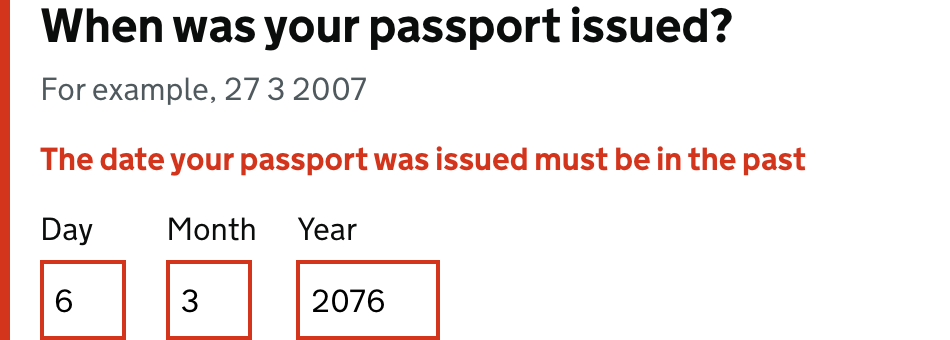 When was your passport issued?
For example, 27 3 2007
The date your passport was issued must be in the past
Day Month Year
6 3 2076